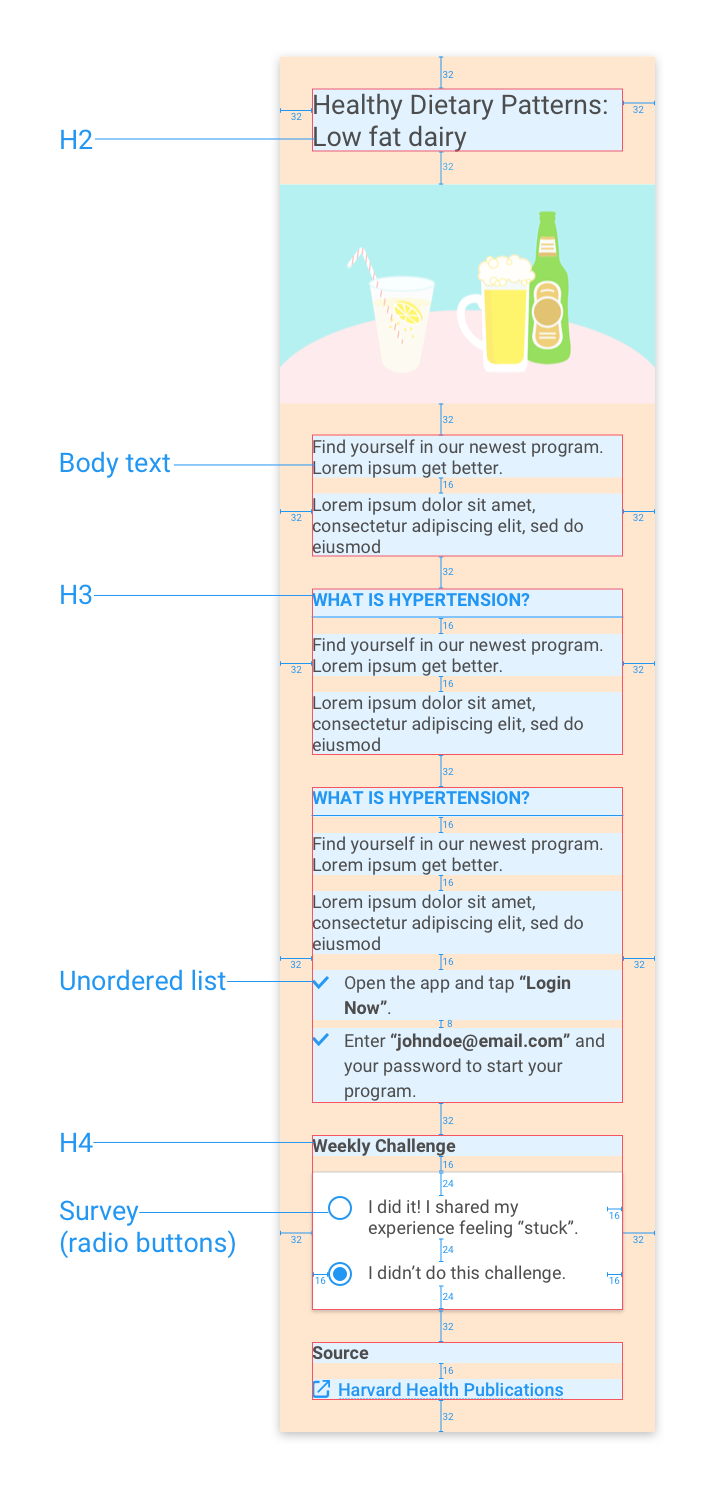 32
Healthy Dietary Patterns:
32
32
Low fat dairy
H2
32
32
Find yourself in our newest program.
Body text
Lorem ipsum get better.
16
Lorem ipsum dolor sit amet,
32
32
consectetur adipiscing elit, sed do
eiusmod
32
H3
WHAT IS HYPERTENSION?
16
Find yourself in our newest program.
32
32
Lorem ipsum get better.
16
Lorem ipsum dolor sit amet,
consectetur adipiscing elit, sed do
eiusmod
32
WHAT IS HYPERTENSION?
16
Find yourself in our newest program.
Lorem ipsum get better.
16
Lorem ipsum dolor sit amet,
consectetur adipiscing elit, sed do
eiusmod
16
32
32
Unordered list
Open the app and tap “Login
Now”.
8
Enter “johndoe@email.com” and
your password to start your
program.
32
H4
Weekly Challenge
16
24
Survey
(radio buttons)
I did it! I shared my
16
experience feeling “stuck”.
32
32
24
16
I didn’t do this challenge.
16
24
32
Source
16
Harvard Health Publications
32